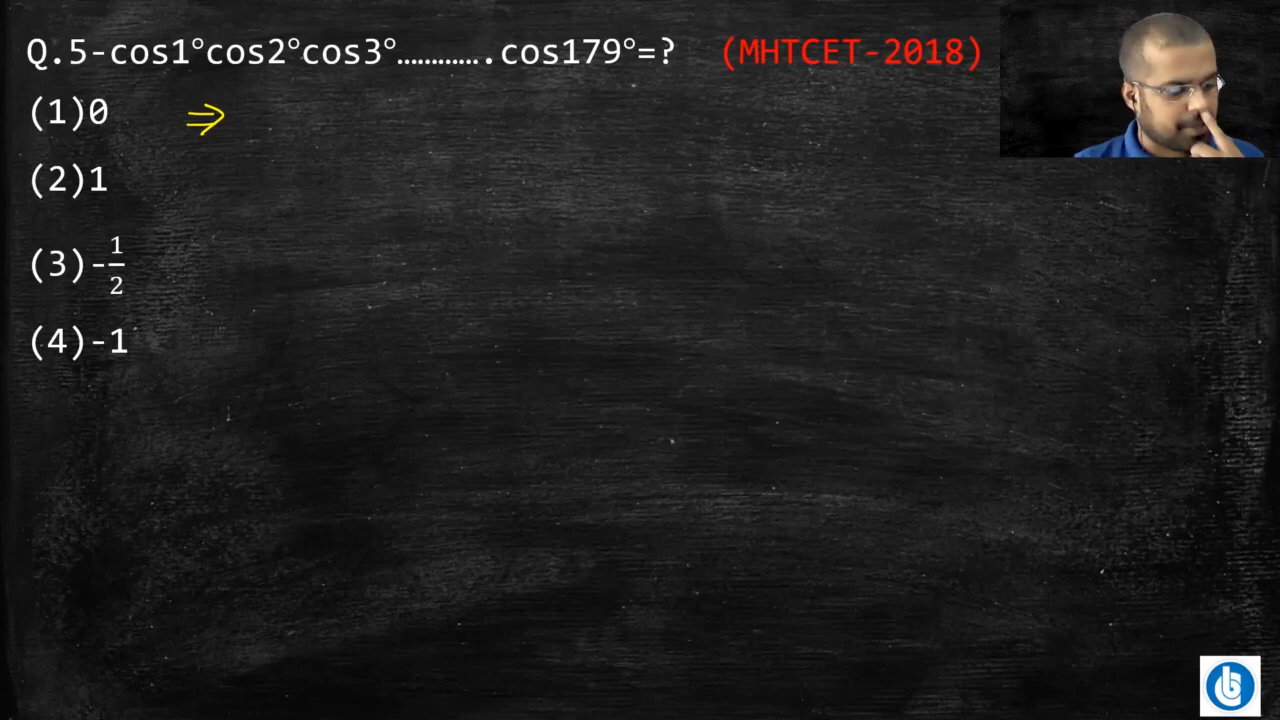 Q.5-cos1°cos2°cos3°………….cos179°=? (MHTCET-2018)
(1)0 ⇒
(2)1
(3)-1/2
(4)-1